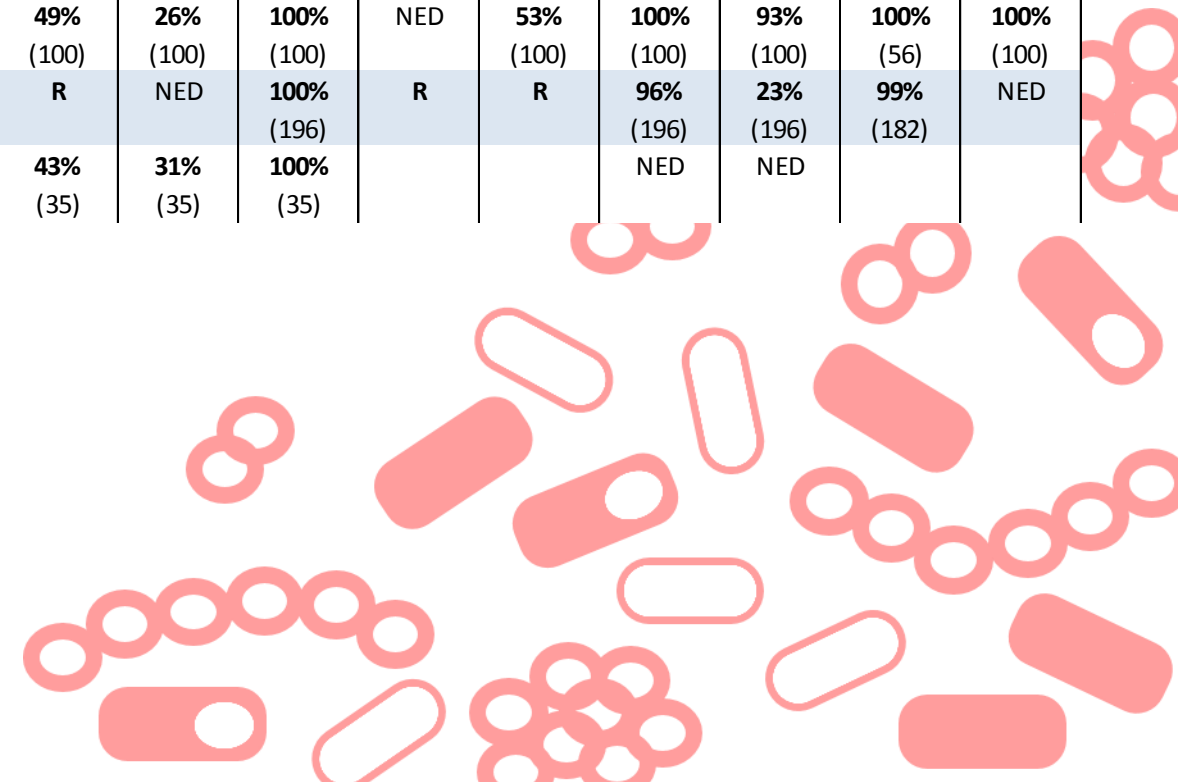 49% 26% 100% NED 53% 100% 93% 100% 100%
(100) (100) (100) (100) (100) (100) (56) (100)
R NED 100% R R 96% 23% 99% NED
(196) (196) (196) (182)
43% 31% 100% NED NED
(35) (35) (35)